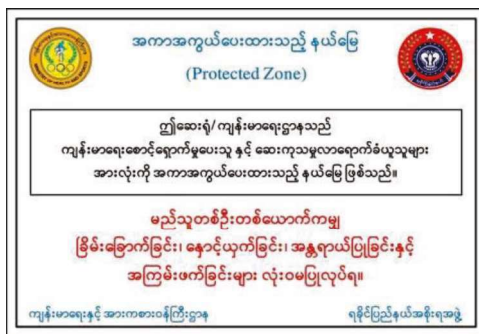 အကာအကွယ်ပေးထားသည့် နယ်မြေ
(Protected Zone)
ဤဆေးရုံ/ကျန်းမာရေးဌာနသည်
ကျန်းမာရေးစောင့်ရှောက်မှုပေးသူ နှင့် ဆေးကုသမှုလာရောက်ခံယူသူများ
အားလုံးကို အကာအကွယ်ပေးထားသည့် နယ်မြေ ဖြစ်သည်။
မည်သူတစ်ဦးတစ်ယောက်ကမျှ
ခြိမ်းခြောက်ခြင်း၊ နှောင့်ယှက်ခြင်း၊ အန္တရာယ်ပြုခြင်းနှင့်
အကြမ်းဖက်ခြင်းများ လုံးဝမပြုလုပ်ရ။
ကျန်းမာရေးနှင့် အားကစားဝန်ကြီးဌာန
ရခိုင်ပြည်နယ်အစိုးရအဖွဲ့